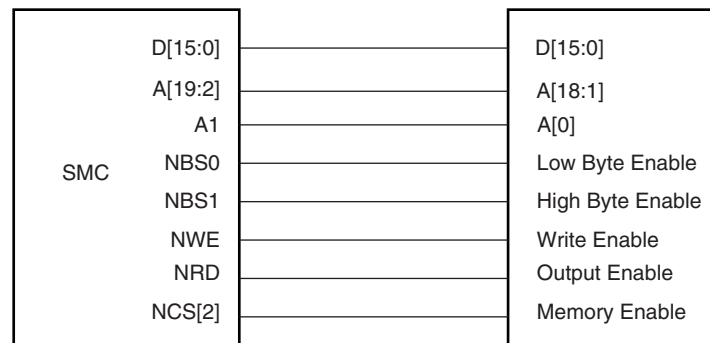 D[15:0] D[15:0]
A[19:2] A[18:1]
A1 A[0]
NBS0 Low Byte Enable
SMC
NBS1 High Byte Enable
NWE Write Enable
NRD Output Enable
NCS[2] Memory Enable